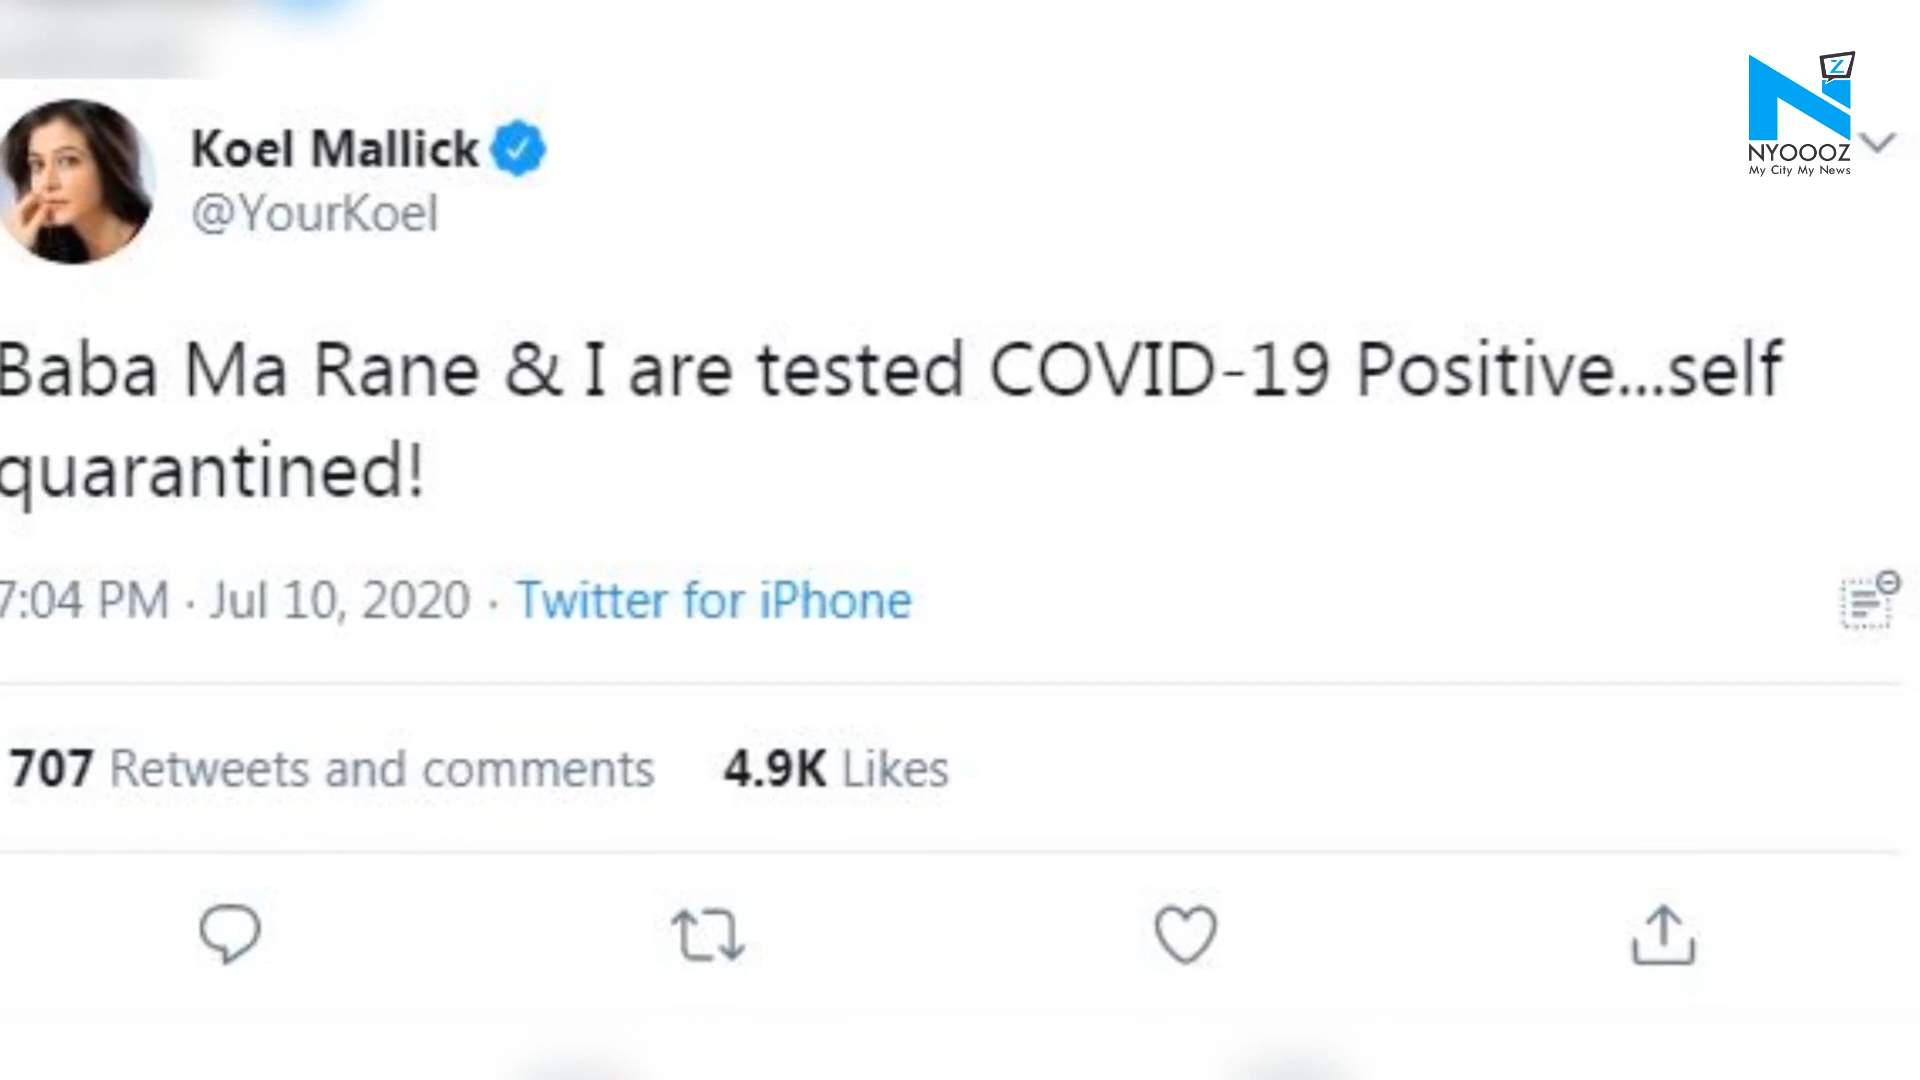 Koel Mallick
@YourKoel
NYOOOZ
My City My News
Baba Ma Rane & I are tested COVID-19 Positive...self
quarantined!
7:04 PM · Jul 10, 2020 · Twitter for iPhone
707 Retweets and comments 4.9K Likes